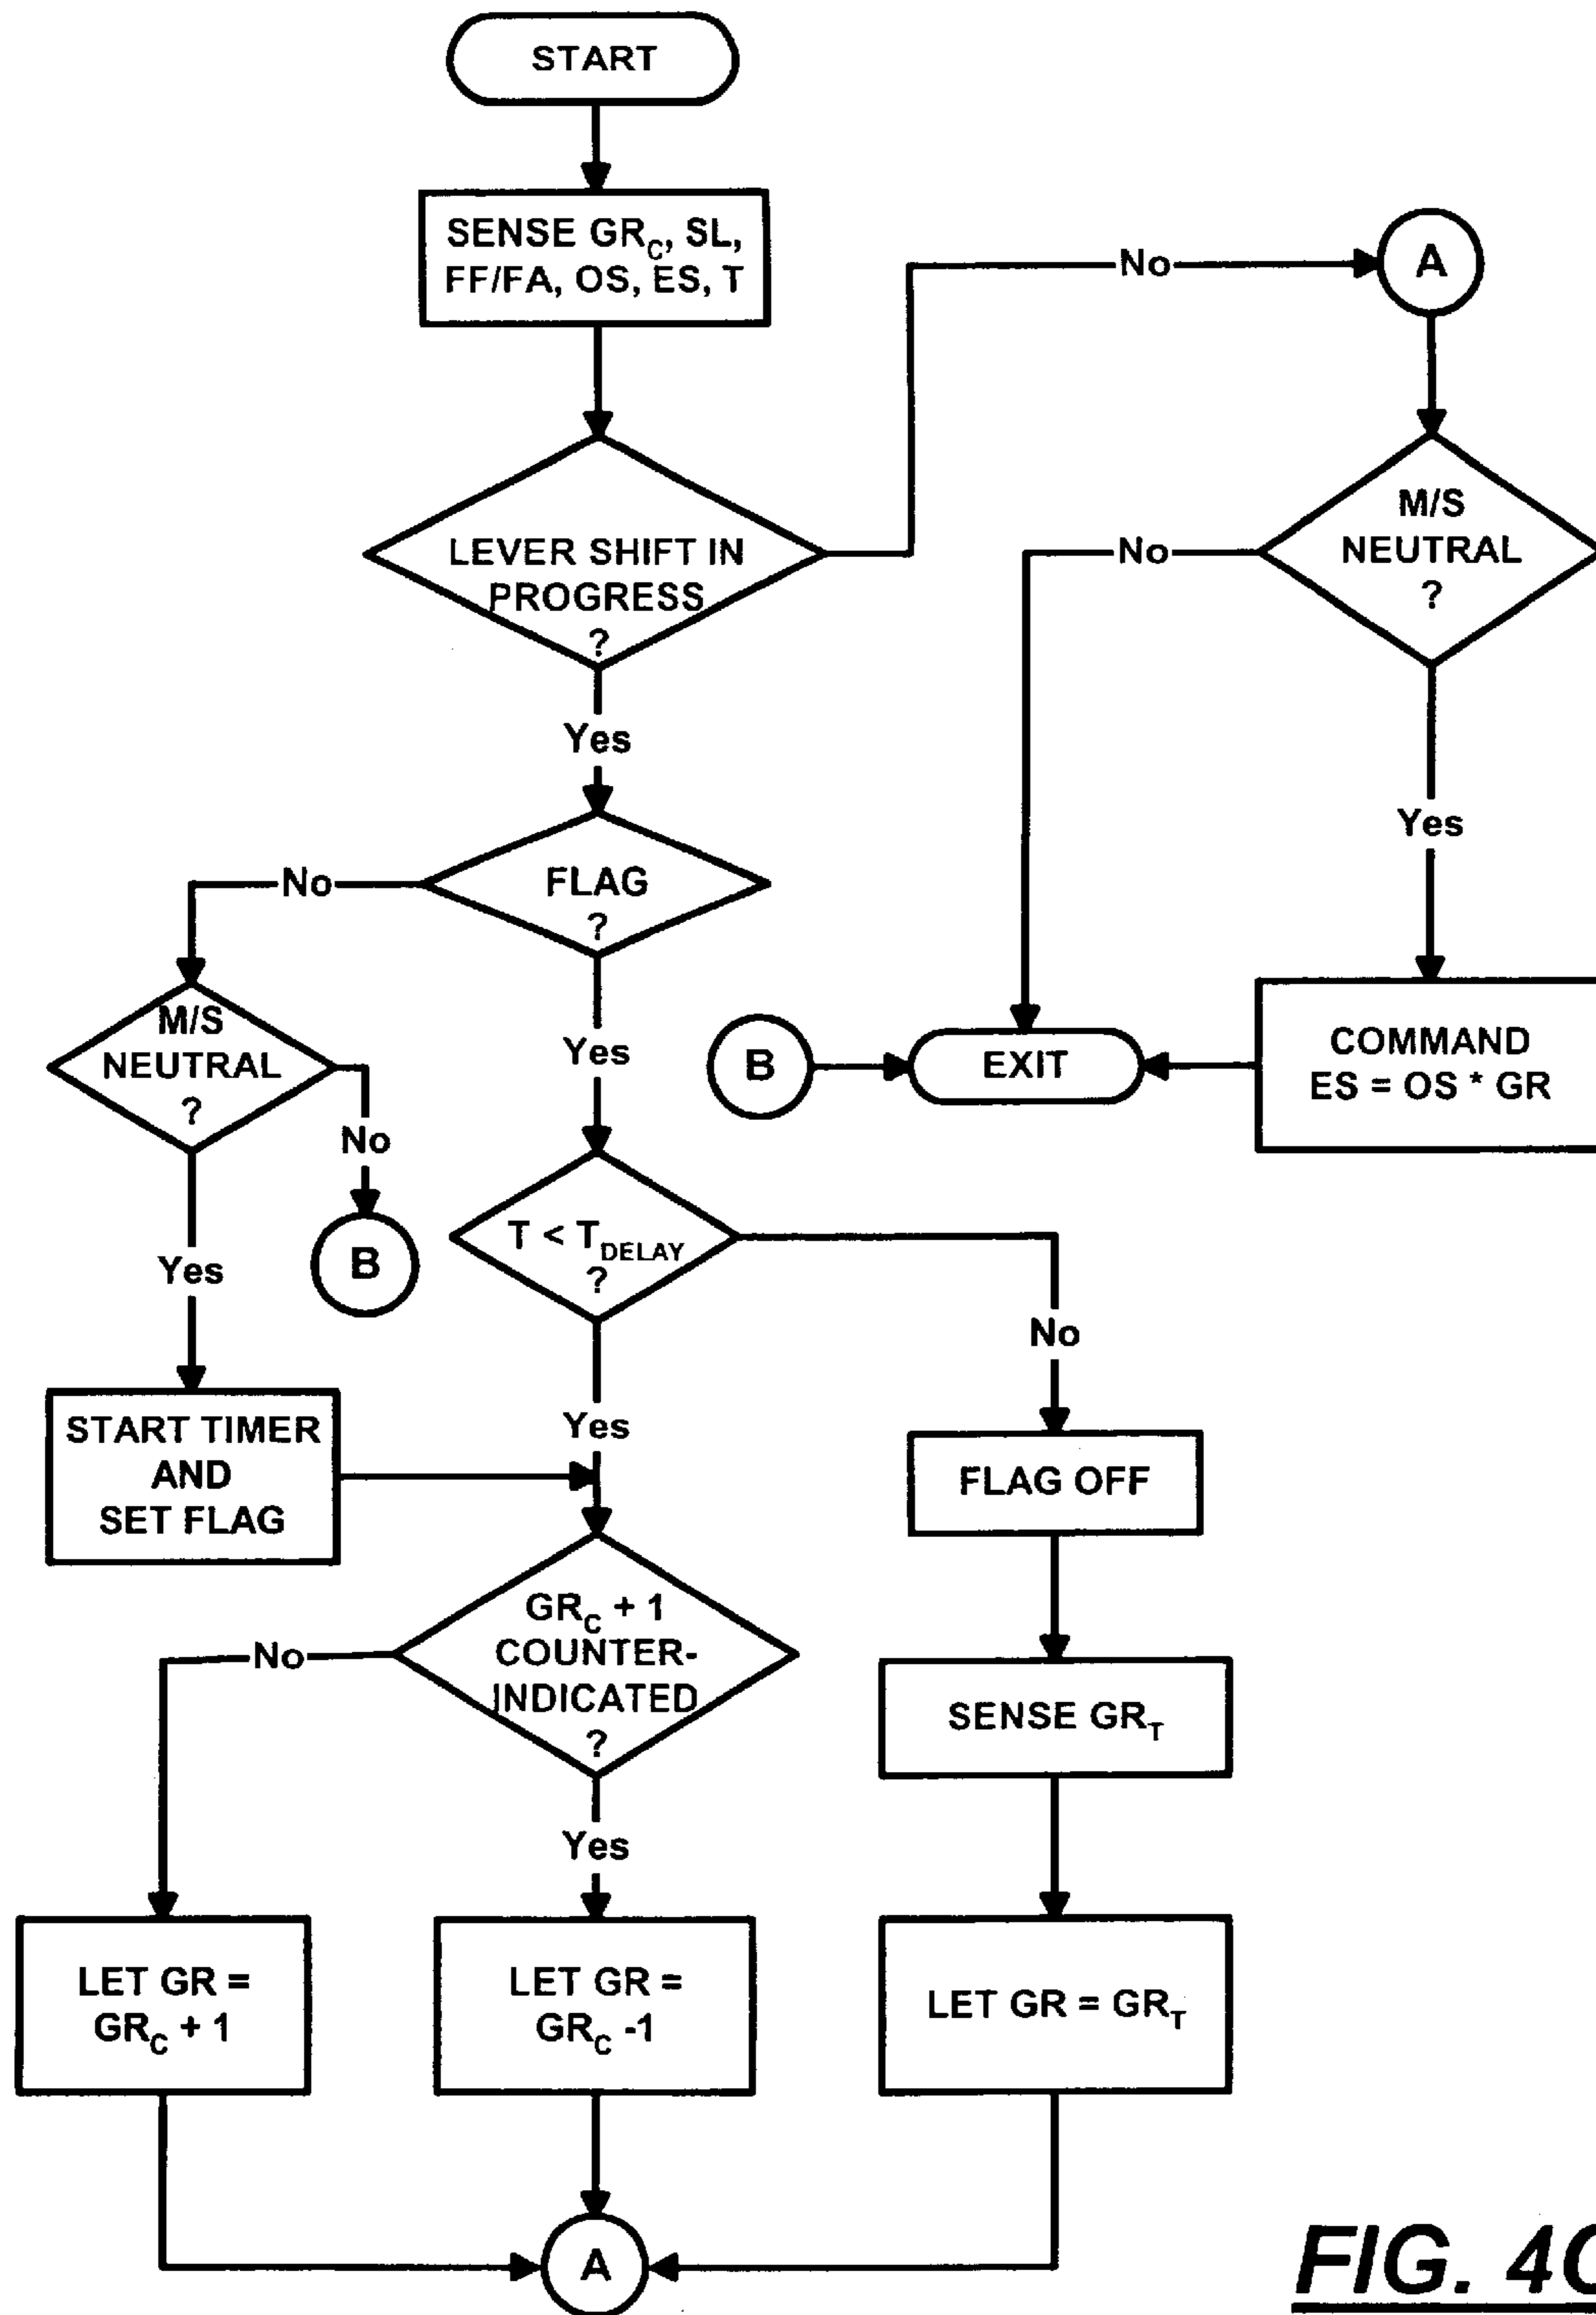 START
SENSE GR_C, SL,
FF/FA, OS, ES, T
No
A
LEVER SHIFT IN
PROGRESS
?
M/S
NEUTRAL
?
No
Yes
Yes
FLAG
?
No
M/S
NEUTRAL
?
Yes
B
EXIT
COMMAND
ES = OS * GR
No
B
Yes
T < T_DELAY
?
No
Yes
START TIMER
AND
SET FLAG
FLAG OFF
GR_C + 1
COUNTER-
INDICATED
?
No
SENSE GR_T
Yes
LET GR =
GR_C + 1
LET GR =
GR_C -1
LET GR = GR_T
A
FIG. 4C